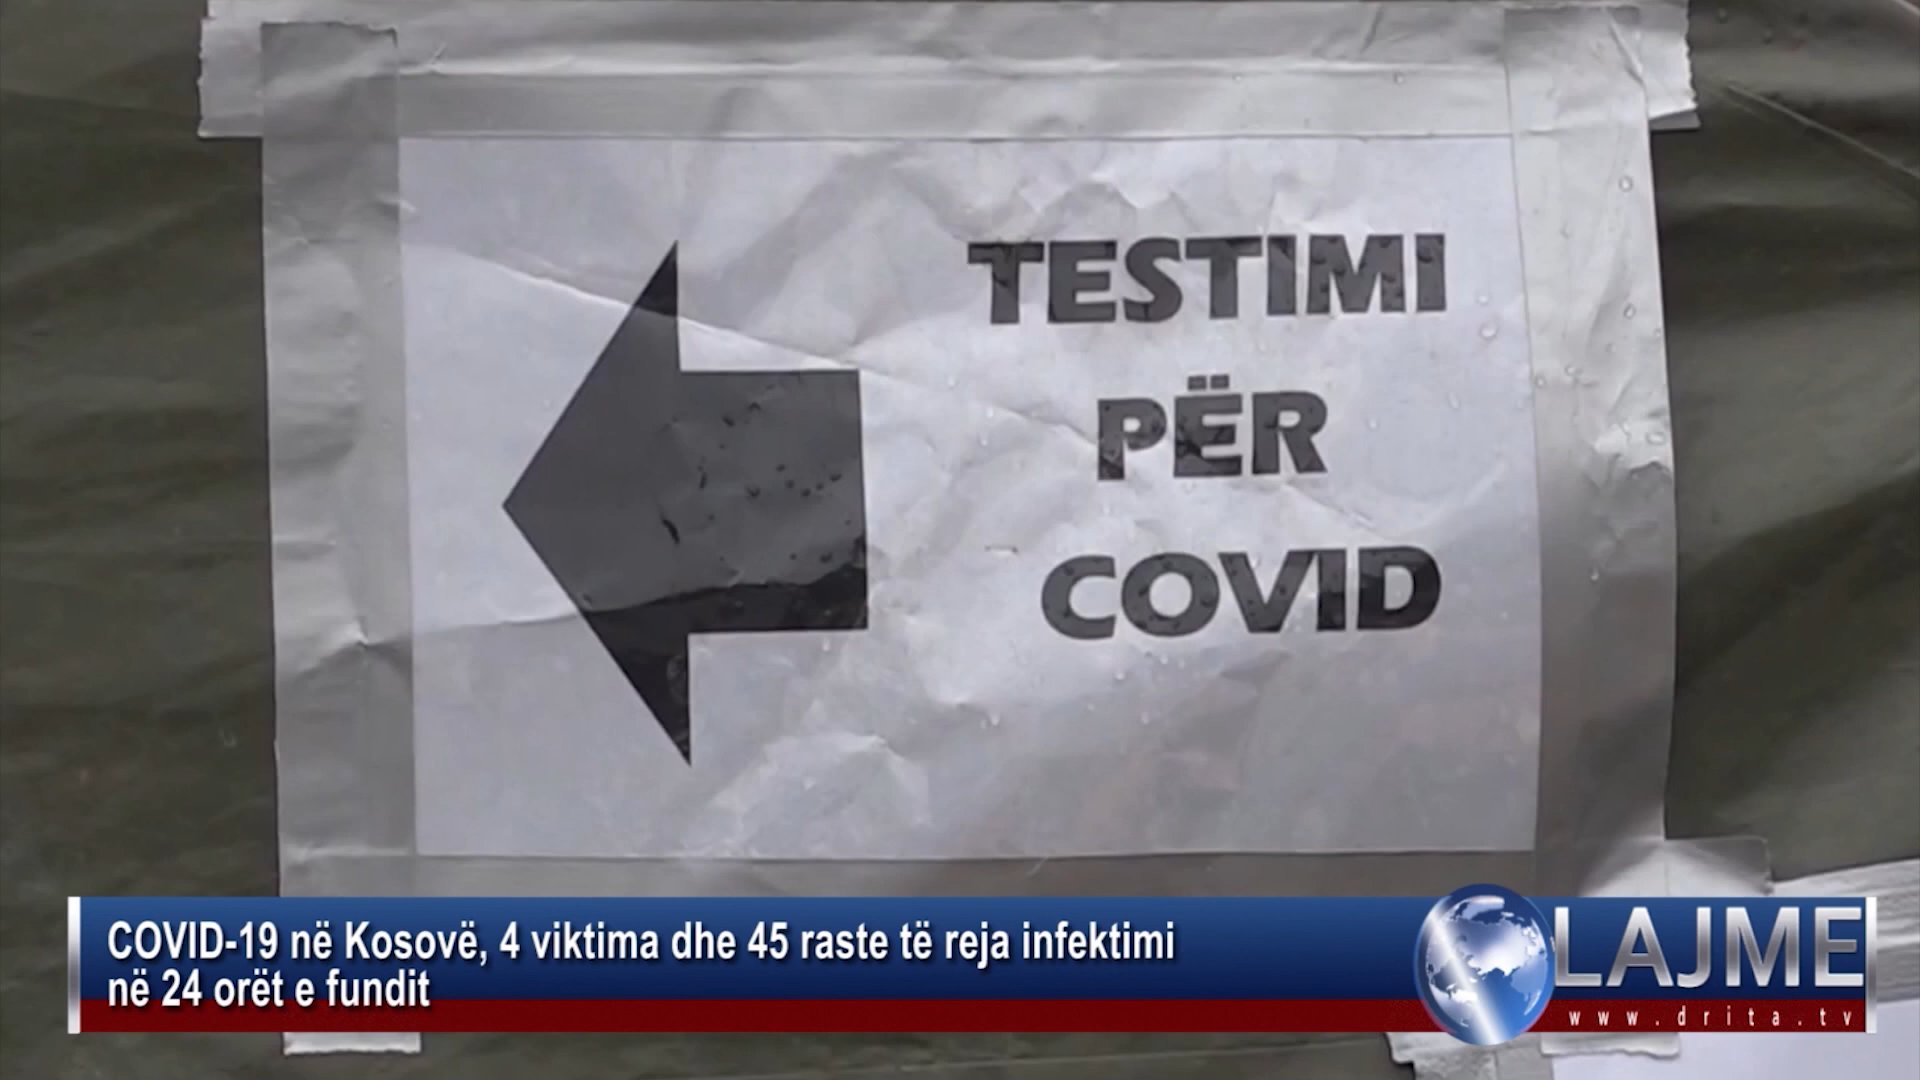 TESTIMI
PËR
COVID
COVID-19 në Kosovë, 4 viktima dhe 45 raste të reja infektimi
në 24 orët e fundit
LAJME
www.drita.tv